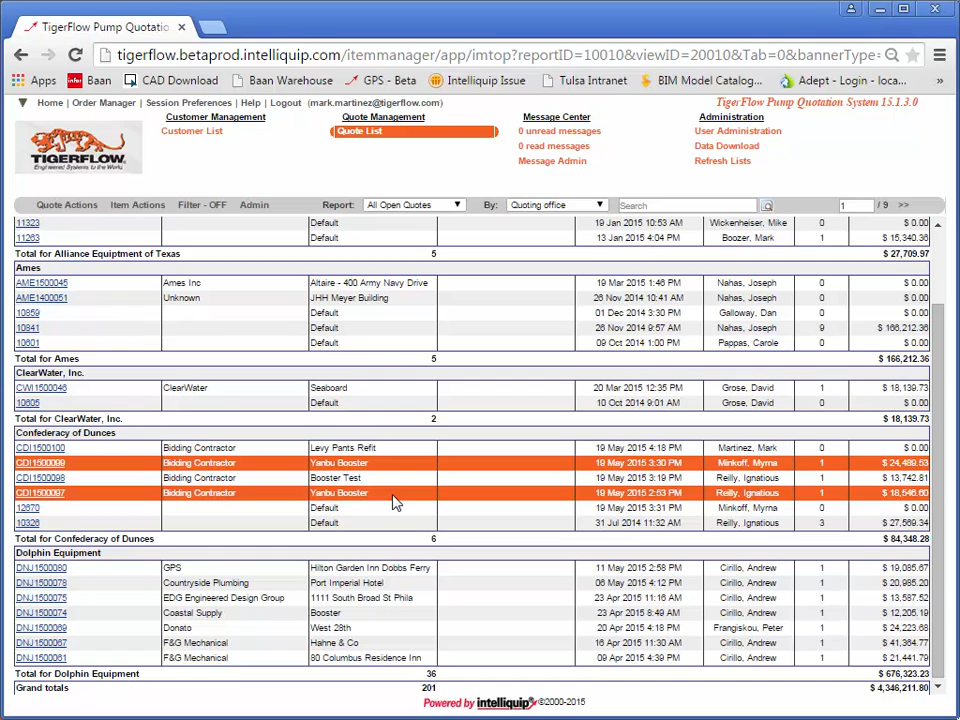 TigerFlow Pump Quotatio
tigerflow.betaprod.intelliquip.com/itemmanager/app/imtop?reportID=10010&viewID=20010&Tab=0&bannerType=
Apps Baan CAD Download Baan Warehouse GPS - Beta Intelliquip Issue Tulsa Intranet BIM Model Catalog... Adept - Login - loca... »
Home | Order Manager | Session Preferences | Help | Logout (mark.martinez@tigerflow.com) TigerFlow Pump Quotation System 15.1.3.0
TIGERFLOW
Engineered Systems to the World
Customer Management Quote Management Message Center Administration
Customer List Quote List 0 unread messages User Administration
0 read messages Data Download
Message Admin Refresh Lists
Quote Actions Item Actions Filter - OFF Admin Report: All Open Quotes By: Quoting office Search 1 / 9 >>
11323 Default 19 Jan 2015 10:53 AM Wickenheiser, Mike 0 $ 0.00
11263 Default 13 Jan 2015 4:04 PM Boozer, Mark 1 $ 15,340.36
Total for Alliance Equiptment of Texas 5 $ 27,709.97
Ames
AME1500045 Ames Inc Altaire - 400 Army Navy Drive 19 Mar 2015 1:46 PM Nahas, Joseph 0 $ 0.00
AME1400051 Unknown JHH Meyer Building 26 Nov 2014 10:41 AM Nahas, Joseph 0 $ 0.00
10859 Default 01 Dec 2014 3:30 PM Galloway, Dan 0 $ 0.00
10841 Default 26 Nov 2014 9:57 AM Nahas, Joseph 9 $ 166,212.36
10601 Default 09 Oct 2014 1:00 PM Pappas, Carole 0 $ 0.00
Total for Ames 5 $ 166,212.36
ClearWater, Inc.
CWI1500046 ClearWater Seaboard 20 Mar 2015 12:35 PM Grose, David 1 $ 18,139.73
10605 Default 10 Oct 2014 9:01 AM Grose, David 0 $ 0.00
Total for ClearWater, Inc. 2 $ 18,139.73
Confederacy of Dunces
CDI1500100 Bidding Contractor Levy Pants Refit 19 May 2015 4:18 PM Martinez, Mark 0 $ 0.00
CDI1500099 Bidding Contractor Yanbu Booster 19 May 2015 3:30 PM Minkoff, Myrna 1 $ 24,489.53
CDI1500098 Bidding Contractor Booster Test 19 May 2015 3:19 PM Reilly, Ignatious 1 $ 13,742.81
CDI1500097 Bidding Contractor Yanbu Booster 19 May 2015 2:53 PM Reilly, Ignatious 1 $ 18,546.60
12670 Default 19 May 2015 3:31 PM Minkoff, Myrna 0 $ 0.00
10326 Default 31 Jul 2014 11:32 AM Reilly, Ignatious 3 $ 27,569.34
Total for Confederacy of Dunces 6 $ 84,348.28
Dolphin Equipment
DNJ1500080 GPS Hilton Garden Inn Dobbs Ferry 11 May 2015 2:58 PM Cirillo, Andrew 1 $ 19,085.67
DNJ1500078 Countryside Plumbing Port Imperial Hotel 06 May 2015 4:12 PM Cirillo, Andrew 1 $ 20,985.20
DNJ1500075 EDG Engineered Design Group 1111 South Broad St Phila 23 Apr 2015 11:16 AM Cirillo, Andrew 1 $ 13,587.52
DNJ1500074 Coastal Supply Booster 23 Apr 2015 8:49 AM Cirillo, Andrew 1 $ 12,205.19
DNJ1500069 Donato West 28th 20 Apr 2015 4:18 PM Frangiskou, Peter 1 $ 24,223.68
DNJ1500067 F&G Mechanical Hahne & Co 16 Apr 2015 11:30 AM Cirillo, Andrew 1 $ 41,364.77
DNJ1500061 F&G Mechanical 80 Columbus Residence Inn 09 Apr 2015 4:39 PM Cirillo, Andrew 1 $ 21,441.79
Total for Dolphin Equipment 36 $ 676,323.23
Grand totals 201 $ 4,346,211.80
Powered by intelliquip ©2000-2015